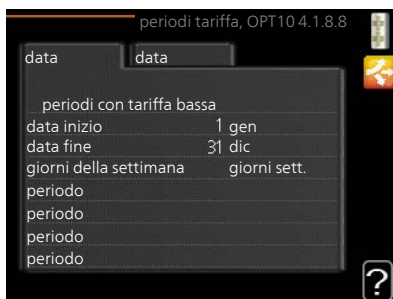 periodi tariffa, OPT10 4.1.8.8
data data
periodi con tariffa bassa
data inizio 1 gen
data fine 31 dic
giorni della settimana giorni sett.
periodo
periodo
periodo
periodo
?